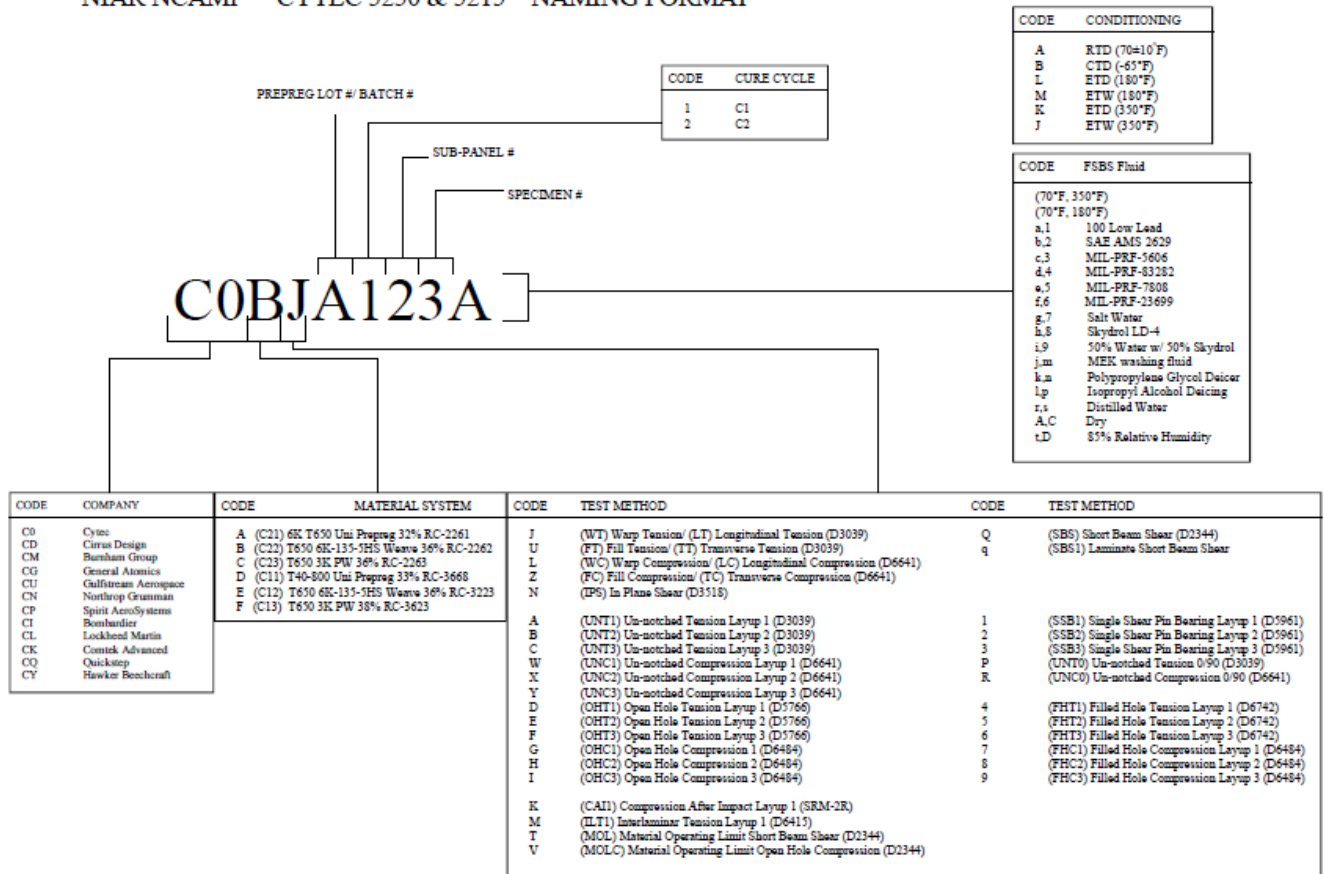 NIAR NCAMP CYTEC 5250 & 5215 NAMING FORMAT
CODE CONDITIONING
A RTD (70±10°F)
B CTD (-65°F)
L ETD (180°F)
M ETW (180°F)
K ETD (350°F)
J ETW (350°F)
CODE CURE CYCLE
1 C1
2 C2
PREPREG LOT #/ BATCH #
SUB-PANEL #
SPECIMEN #
C0BJA123A
CODE FSBS Fluid
(70°F, 350°F)
(70°F, 180°F)
a,1 100 Low Lead
b,2 SAE AMS 2629
c,3 MIL-PRF-5606
d,4 MIL-PRF-83282
e,5 MIL-PRF-7808
f,6 MIL-PRF-23699
g,7 Salt Water
h,8 Skydrol LD-4
i,9 50% Water w/ 50% Skydrol
j,m MEK washing fluid
k,n Polypropylene Glycol Deicer
l,p Isopropyl Alcohol Deicing
r,s Distilled Water
A,C Dry
t,D 85% Relative Humidity
CODE COMPANY
C0 Cytec
CD Cirrus Design
CM Burnham Group
CG General Atomics
CU Gulfstream Aerospace
CN Northrop Grumman
CP Spirit AeroSystems
CI Bombardier
CL Lockheed Martin
CK Comtek Advanced
CQ Quickstep
CY Hawker Beechcraft
CODE MATERIAL SYSTEM
A (C21) 6K T650 Uni Prepreg 32% RC-2261
B (C22) T650 6K-135-5HS Weave 36% RC-2262
C (C23) T650 3K PW 36% RC-2263
D (C11) T40-800 Uni Prepreg 33% RC-3668
E (C12) T650 6K-135-5HS Weave 36% RC-3223
F (C13) T650 3K PW 38% RC-3623
CODE TEST METHOD CODE TEST METHOD
J (WT) Warp Tension/ (LT) Longitudinal Tension (D3039) Q (SBS) Short Beam Shear (D2344)
U (FT) Fill Tension/ (TT) Transverse Tension (D3039) q (SBS1) Laminate Short Beam Shear
L (WC) Warp Compression/ (LC) Longitudinal Compression (D6641)
Z (FC) Fill Compression/ (TC) Transverse Compression (D6641)
N (IPS) In Plane Shear (D3518)
A (UNT1) Un-notched Tension Layup 1 (D3039) 1 (SSB1) Single Shear Pin Bearing Layup 1 (D5961)
B (UNT2) Un-notched Tension Layup 2 (D3039) 2 (SSB2) Single Shear Pin Bearing Layup 2 (D5961)
C (UNT3) Un-notched Tension Layup 3 (D3039) 3 (SSB3) Single Shear Pin Bearing Layup 3 (D5961)
W (UNC1) Un-notched Compression Layup 1 (D6641) P (UNT0) Un-notched Tension 0/90 (D3039)
X (UNC2) Un-notched Compression Layup 2 (D6641) R (UNC0) Un-notched Compression 0/90 (D6641)
Y (UNC3) Un-notched Compression Layup 3 (D6641)
D (OHT1) Open Hole Tension Layup 1 (D5766) 4 (FHT1) Filled Hole Tension Layup 1 (D6742)
E (OHT2) Open Hole Tension Layup 2 (D5766) 5 (FHT2) Filled Hole Tension Layup 2 (D6742)
F (OHT3) Open Hole Tension Layup 3 (D5766) 6 (FHT3) Filled Hole Tension Layup 3 (D6742)
G (OHC1) Open Hole Compression 1 (D6484) 7 (FHC1) Filled Hole Compression Layup 1 (D6484)
H (OHC2) Open Hole Compression 2 (D6484) 8 (FHC2) Filled Hole Compression Layup 2 (D6484)
I (OHC3) Open Hole Compression 3 (D6484) 9 (FHC3) Filled Hole Compression Layup 3 (D6484)
K (CAI1) Compression After Impact Layup 1 (SRM-2R)
M (ILT1) Interlaminar Tension Layup 1 (D6415)
T (MOL) Material Operating Limit Short Beam Shear (D2344)
V (MOLC) Material Operating Limit Open Hole Compression (D2344)